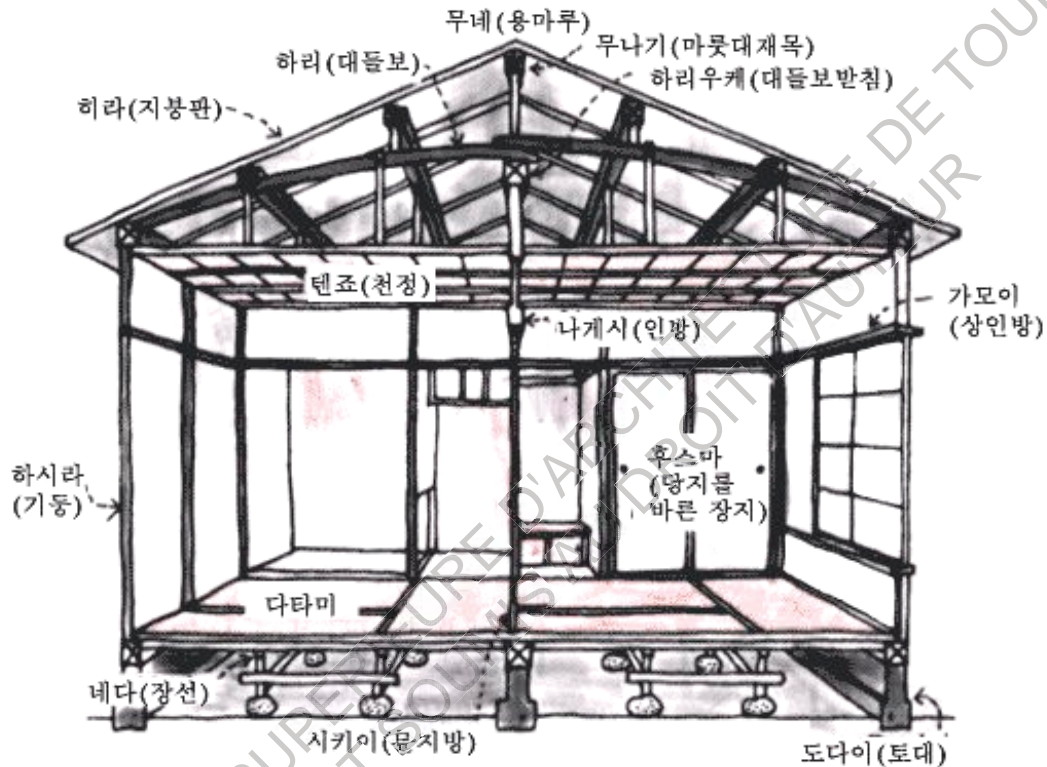 무네(용마루)
무나기(마룻대재목)
하리(대들보)
하리우케(대들보받침)
히라(지붕판)
텐죠(천정)
나게시(인방)
가모이
(상인방)
하시라
(기둥)
후스마
(당지를
바른 장지)
다타미
네다(장선)
시키이(문지방)
도다이(토대)